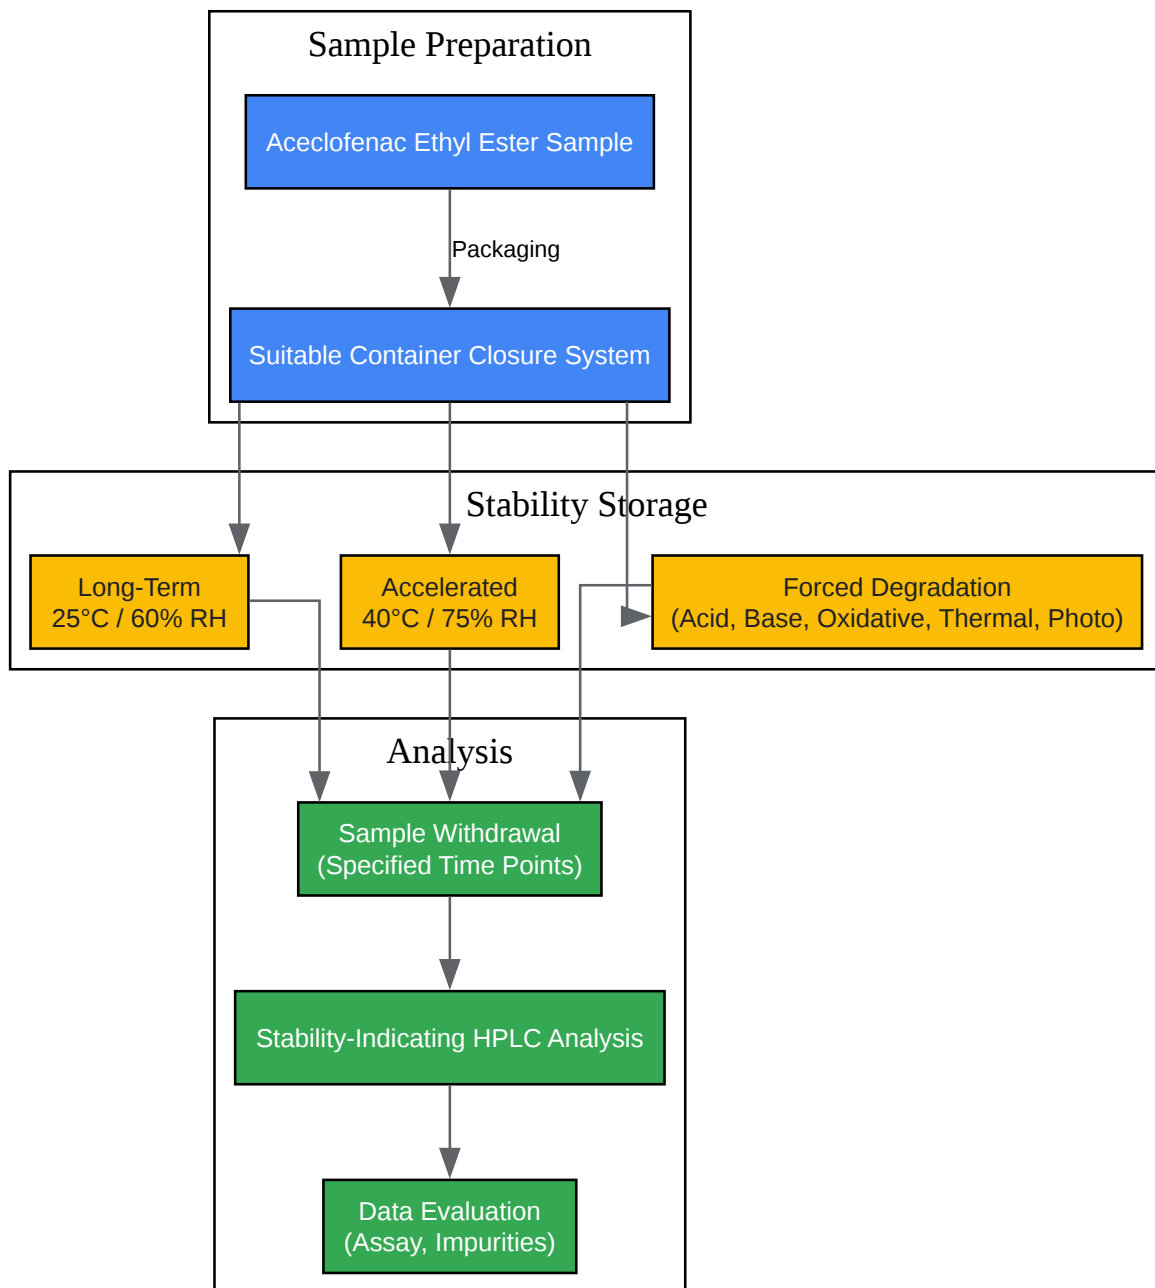 Sample Preparation
Aceclofenac Ethyl Ester Sample
Packaging
Suitable Container Closure System
Stability Storage
Long-Term
25°C / 60% RH
Accelerated
40°C / 75% RH
Forced Degradation
(Acid, Base, Oxidative, Thermal, Photo)
Analysis
Sample Withdrawal
(Specified Time Points)
Stability-Indicating HPLC Analysis
Data Evaluation
(Assay, Impurities)